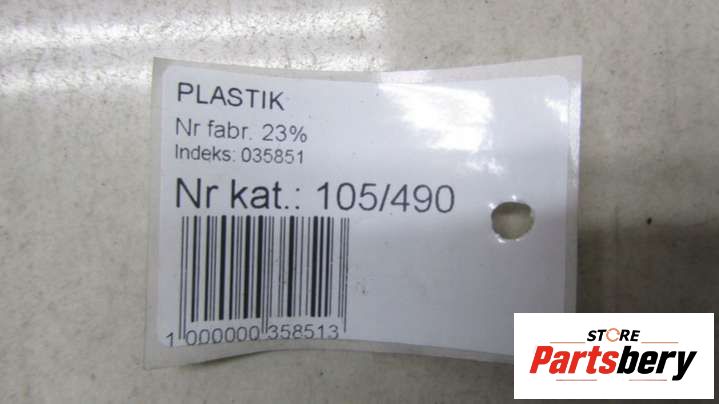 PLASTIK
Nr fabr. 23%
Indeks: 035851
Nr kat.: 105/490
1 000000 358513
STORE
Partsbery